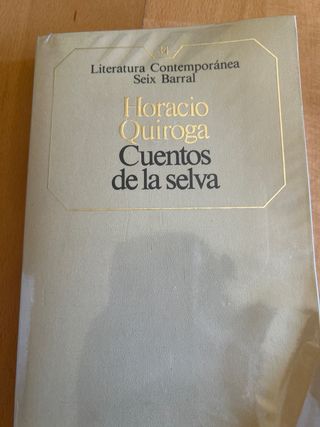 Literatura Contemporánea
Seix Barral
Horacio
Quiroga
Cuentos
de la selva